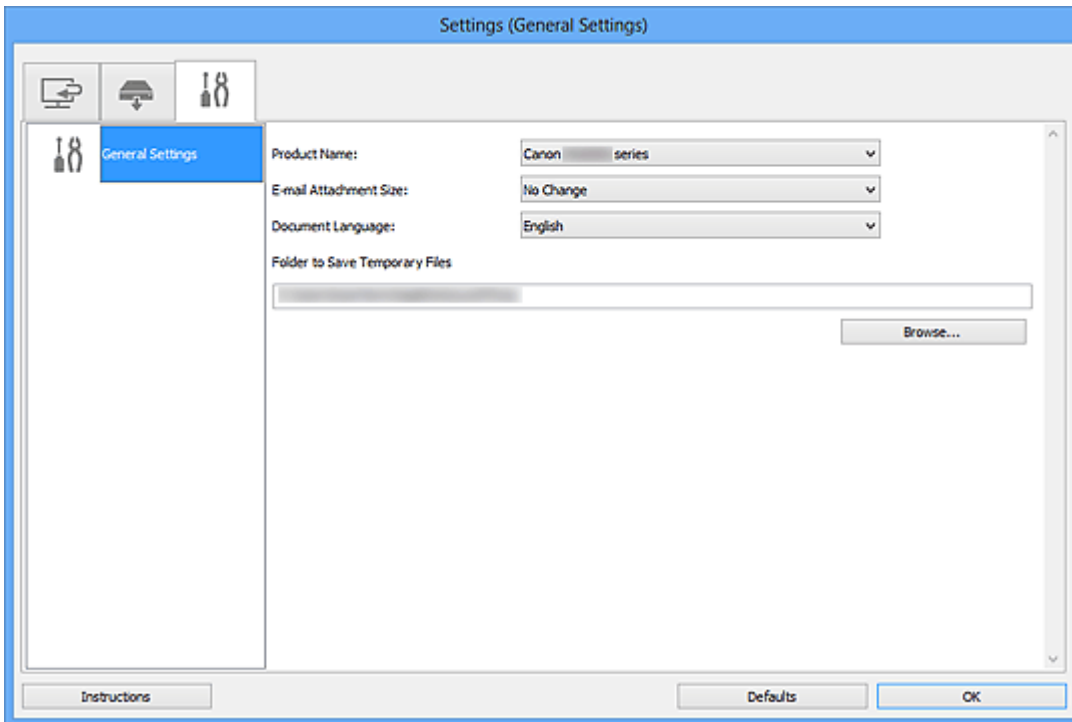 Settings (General Settings)
General Settings
Product Name: Canon series
E-mail Attachment Size: No Change
Document Language: English
Folder to Save Temporary Files
Browse...
Instructions Defaults OK